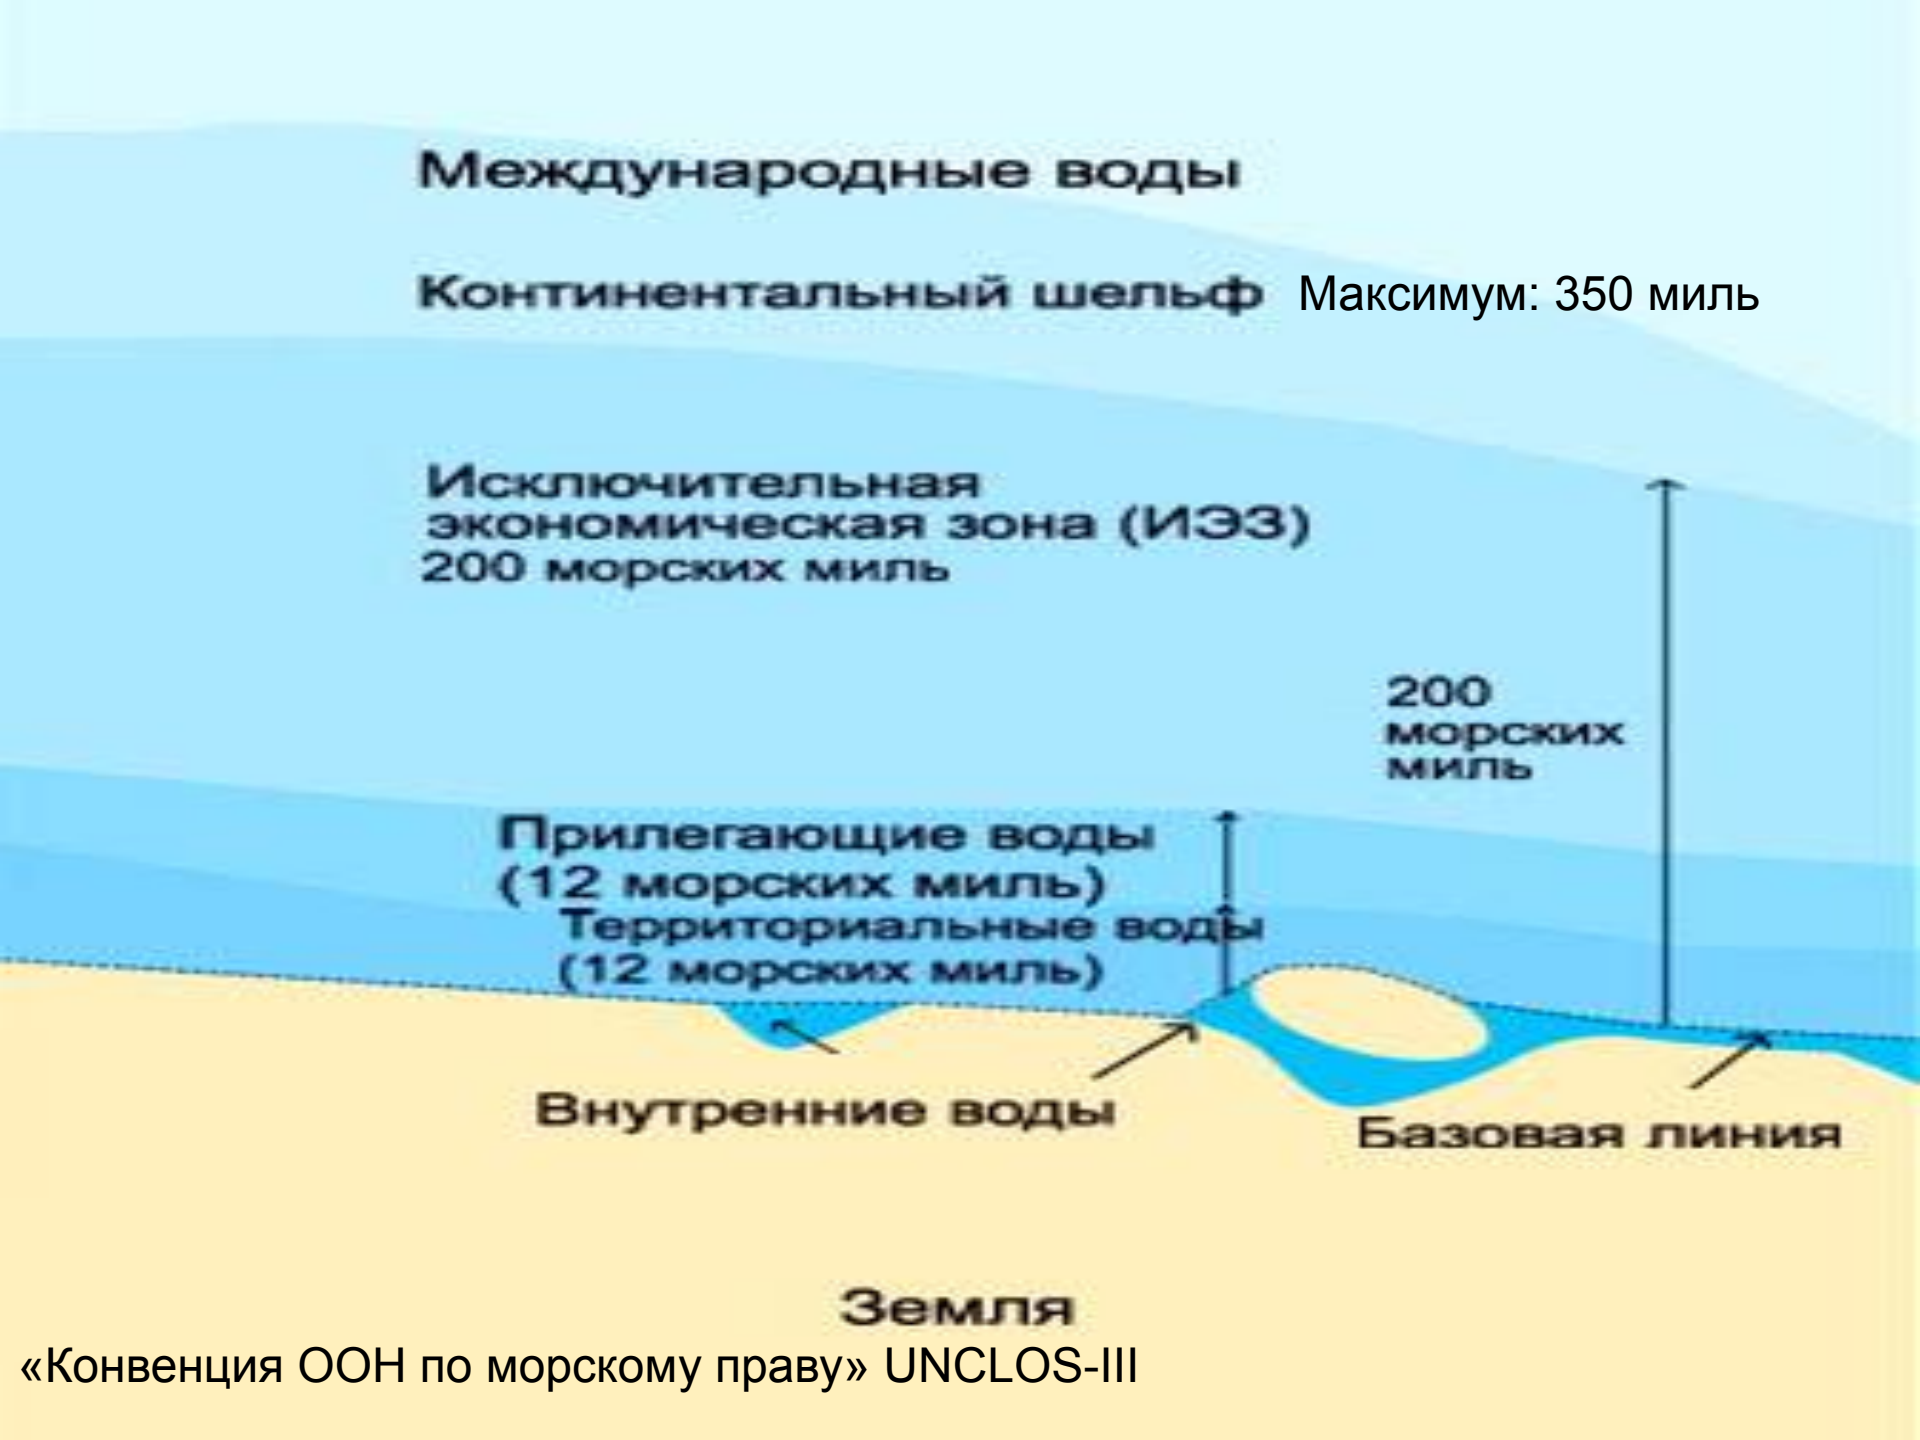 Международные воды
Континентальный шельф Максимум: 350 миль
Исключительная
экономическая зона (ИЭЗ)
200 морских миль
200
морских
миль
Прилегающие воды
(12 морских миль)
Территориальные воды
(12 морских миль)
Внутренние воды
Базовая линия
Земля
«Конвенция ООН по морскому праву» UNCLOS-III